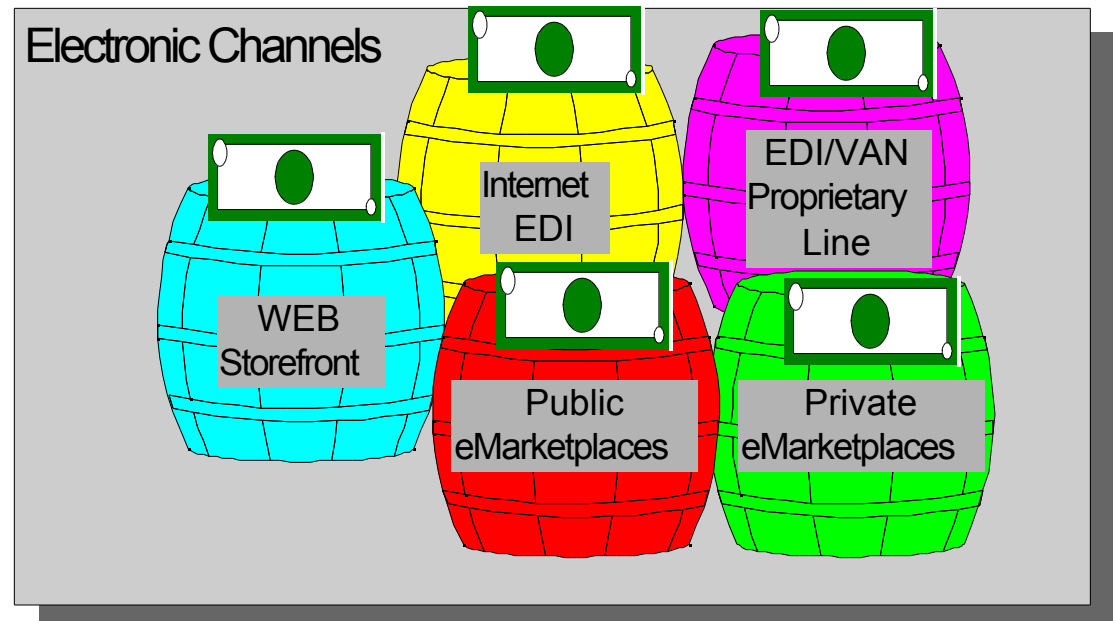 Electronic Channels
Internet
EDI
EDI/VAN
Proprietary
Line
WEB
Storefront
Public
eMarketplaces
Private
eMarketplaces